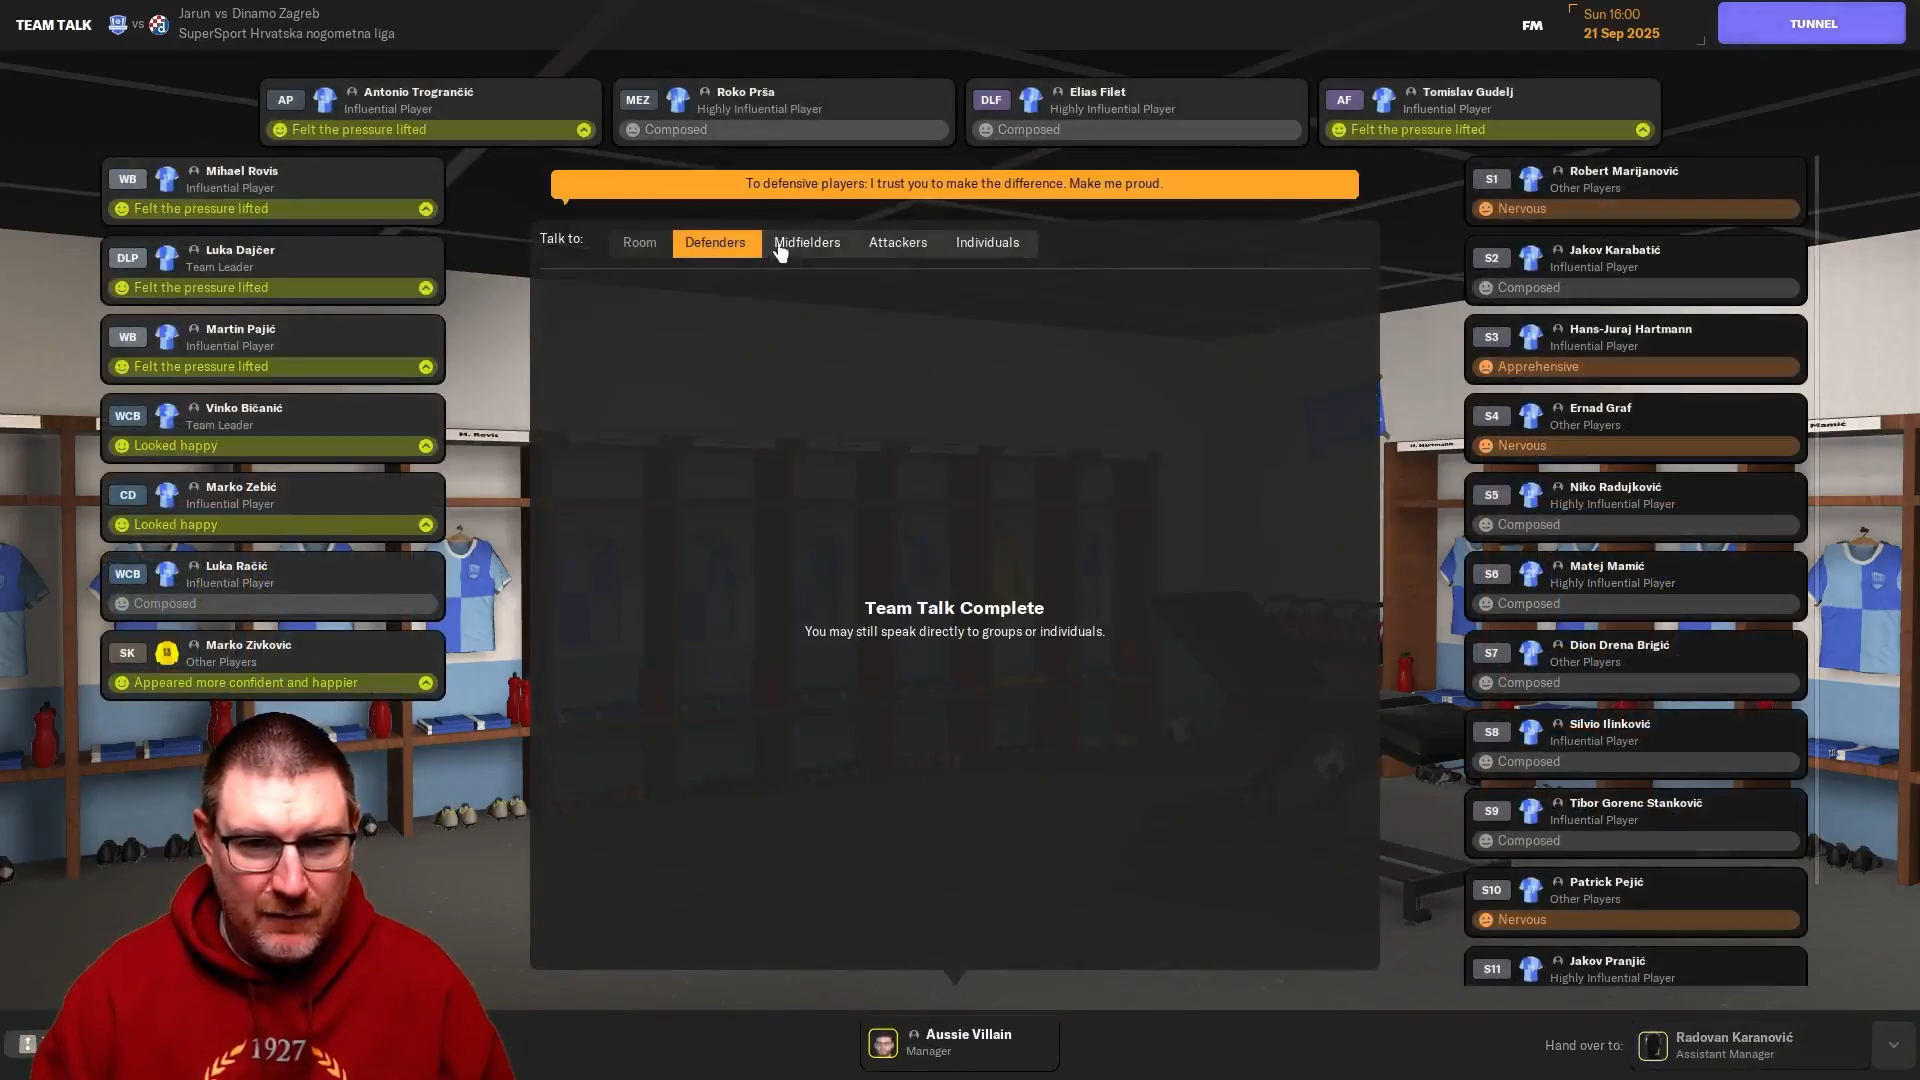 TEAM TALK
vs
Jarun vs Dinamo Zagreb
SuperSport Hrvatska nogometna liga
FM
Sun 16:00
21 Sep 2025
TUNNEL
AP
Antonio Trogrančić
Influential Player
Felt the pressure lifted
MEZ
Roko Prša
Highly Influential Player
Composed
DLF
Elias Filet
Highly Influential Player
Composed
AF
Tomislav Gudelj
Influential Player
Felt the pressure lifted
WB
Mihael Rovis
Influential Player
Felt the pressure lifted
DLP
Luka Dajčer
Team Leader
Felt the pressure lifted
WB
Martin Pajić
Influential Player
Felt the pressure lifted
WCB
Vinko Bičanić
Team Leader
Looked happy
CD
Marko Zebić
Influential Player
Looked happy
WCB
Luka Račić
Influential Player
Composed
SK
13
Marko Zivkovic
Other Players
Appeared more confident and happier
To defensive players: I trust you to make the difference. Make me proud.
Talk to:
Room
Defenders
Midfielders
Attackers
Individuals
Team Talk Complete
You may still speak directly to groups or individuals.
M. Rovis
H. Hartmann
Mamić
S1
Robert Marijanović
Other Players
Nervous
S2
Jakov Karabatić
Influential Player
Composed
S3
Hans-Juraj Hartmann
Influential Player
Apprehensive
S4
Ernad Graf
Other Players
Nervous
S5
Niko Radujković
Highly Influential Player
Composed
S6
Matej Mamić
Highly Influential Player
Composed
S7
Dion Drena Brigić
Other Players
Composed
S8
Silvio Ilinković
Influential Player
Composed
S9
Tibor Gorenc Stankovič
Influential Player
Composed
S10
Patrick Pejić
Other Players
Nervous
S11
Jakov Pranjić
Highly Influential Player
1927
Aussie Villain
Manager
Hand over to:
Radovan Karanović
Assistant Manager